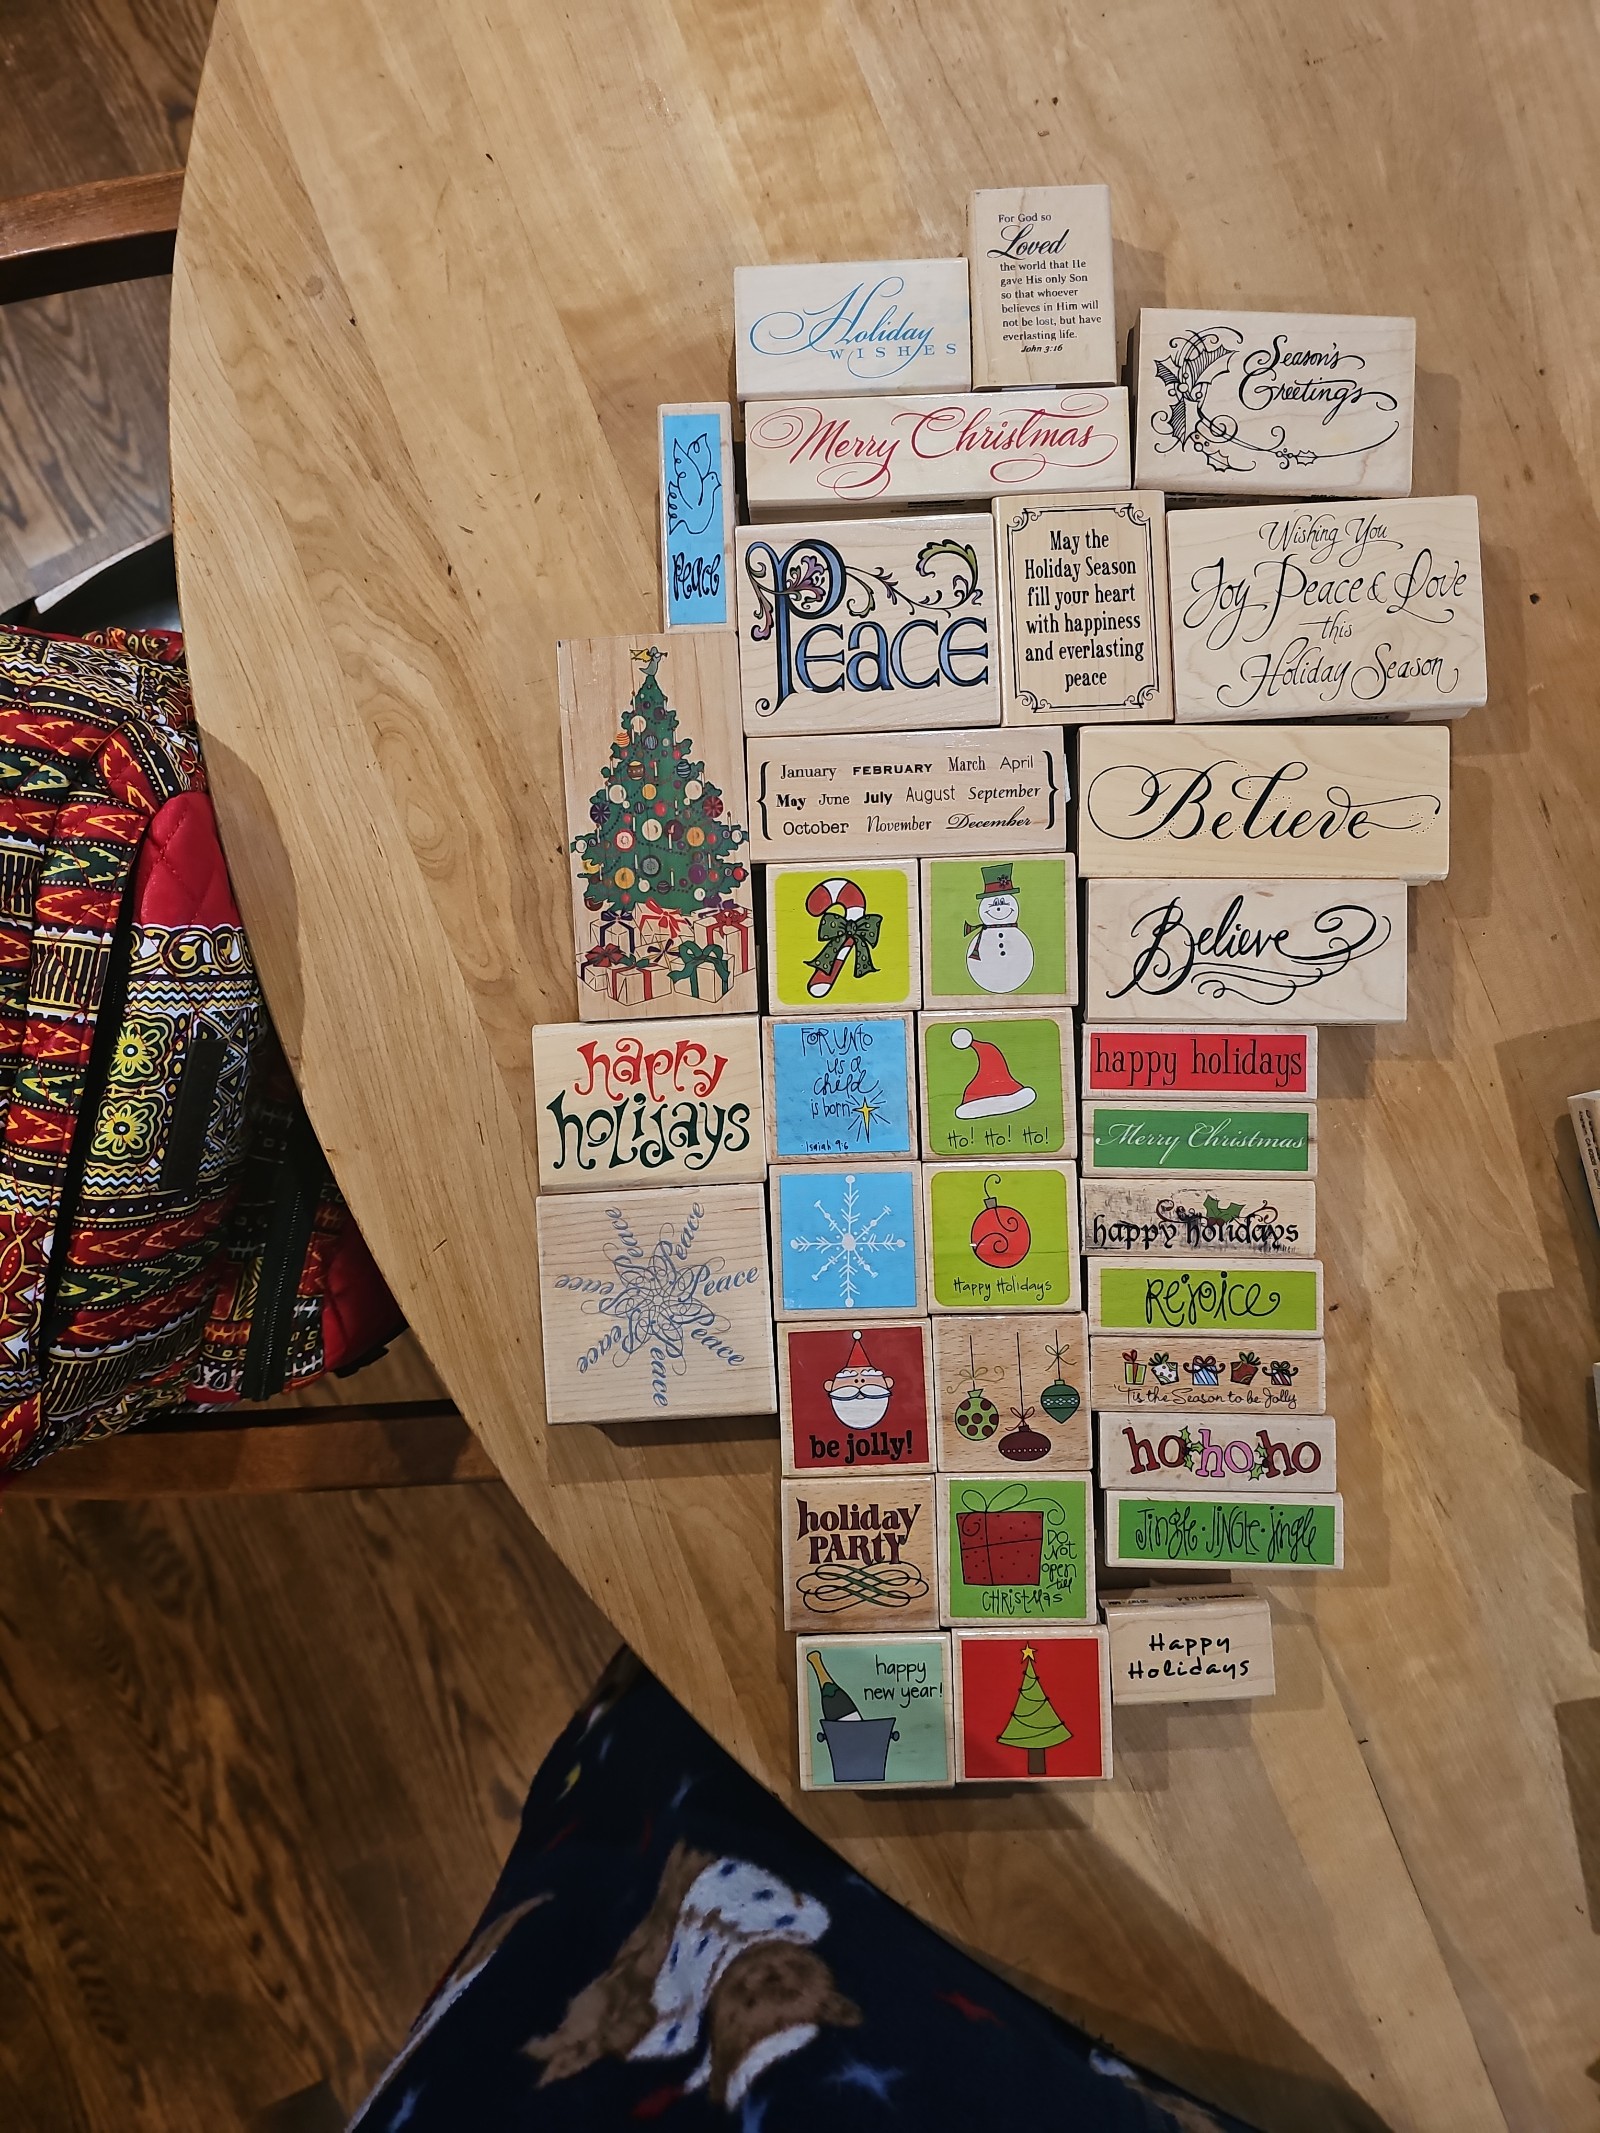 For God so
Loved
the world that He
gave His only Son
so that whoever
believes in Him will
not be lost, but have
everlasting life.
John 3:16
Holiday
WISHES
Season's
Greetings
Merry Christmas
Peace
Peace
May the
Holiday Season
fill your heart
with happiness
and everlasting
peace
Wishing You
Joy Peace & Love
this
Holiday Season
January FEBRUARY March April
May June July August September
October November December
Believe
Believe
happy
holidays
FOR UNTO
us a
child
is born
Isaiah 9:6
Ho! Ho! Ho!
happy holidays
Merry Christmas
happy holidays
Peace
Peace
Peace
Peace
Peace
Peace
Peace
Peace
Happy Holidays
Rejoice
'Tis the Season to be Jolly
be jolly!
ho ho ho
holiday
PARTY
DO
NOT
open
till
CHRISTMAS
Jingle · JINGLE · jingle
Happy
Holidays
happy
new year!